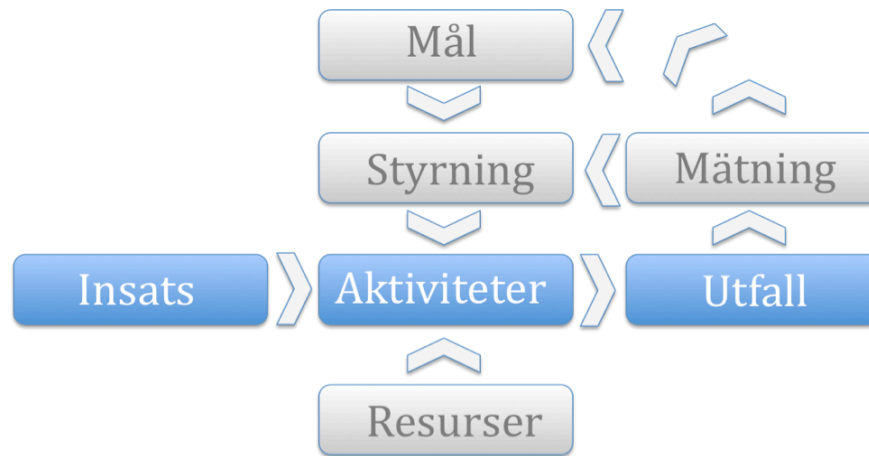 Mål
Styrning
Mätning
Insats
Aktiviteter
Utfall
Resurser